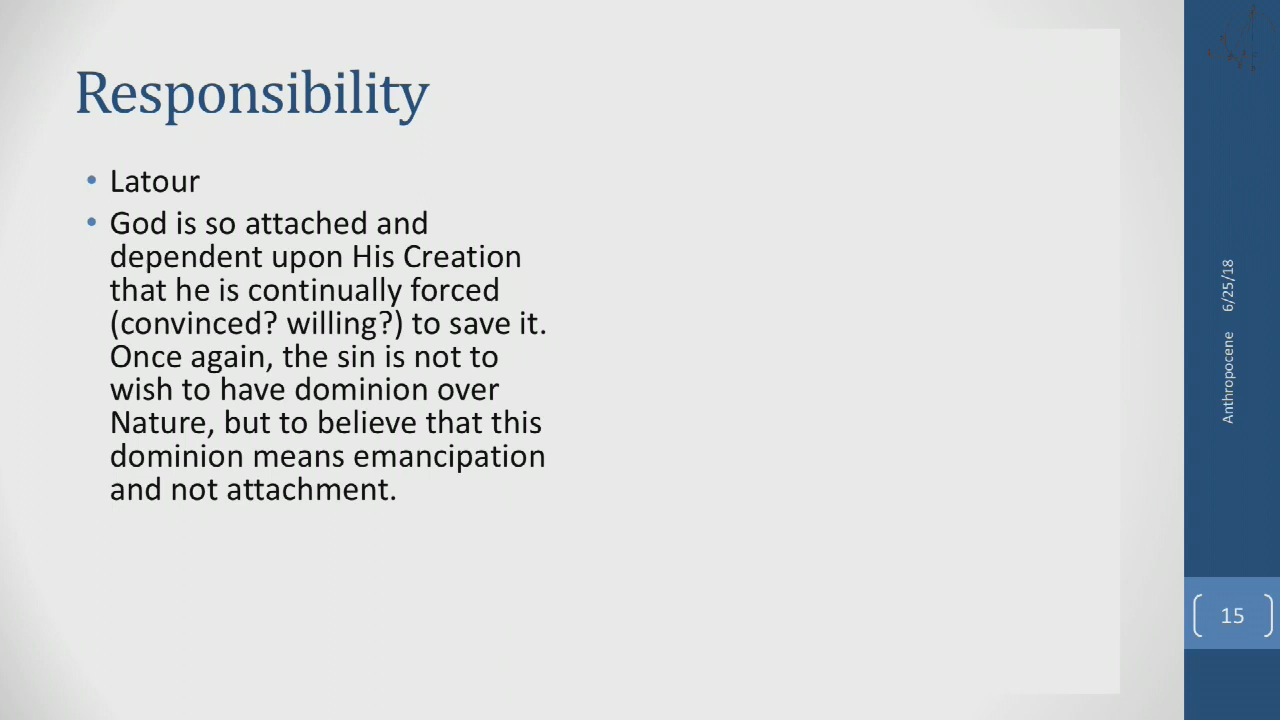 Responsibility
• Latour
• God is so attached and
dependent upon His Creation
that he is continually forced
(convinced? willing?) to save it.
Once again, the sin is not to
wish to have dominion over
Nature, but to believe that this
dominion means emancipation
and not attachment.
Anthropocene 6/25/18
15